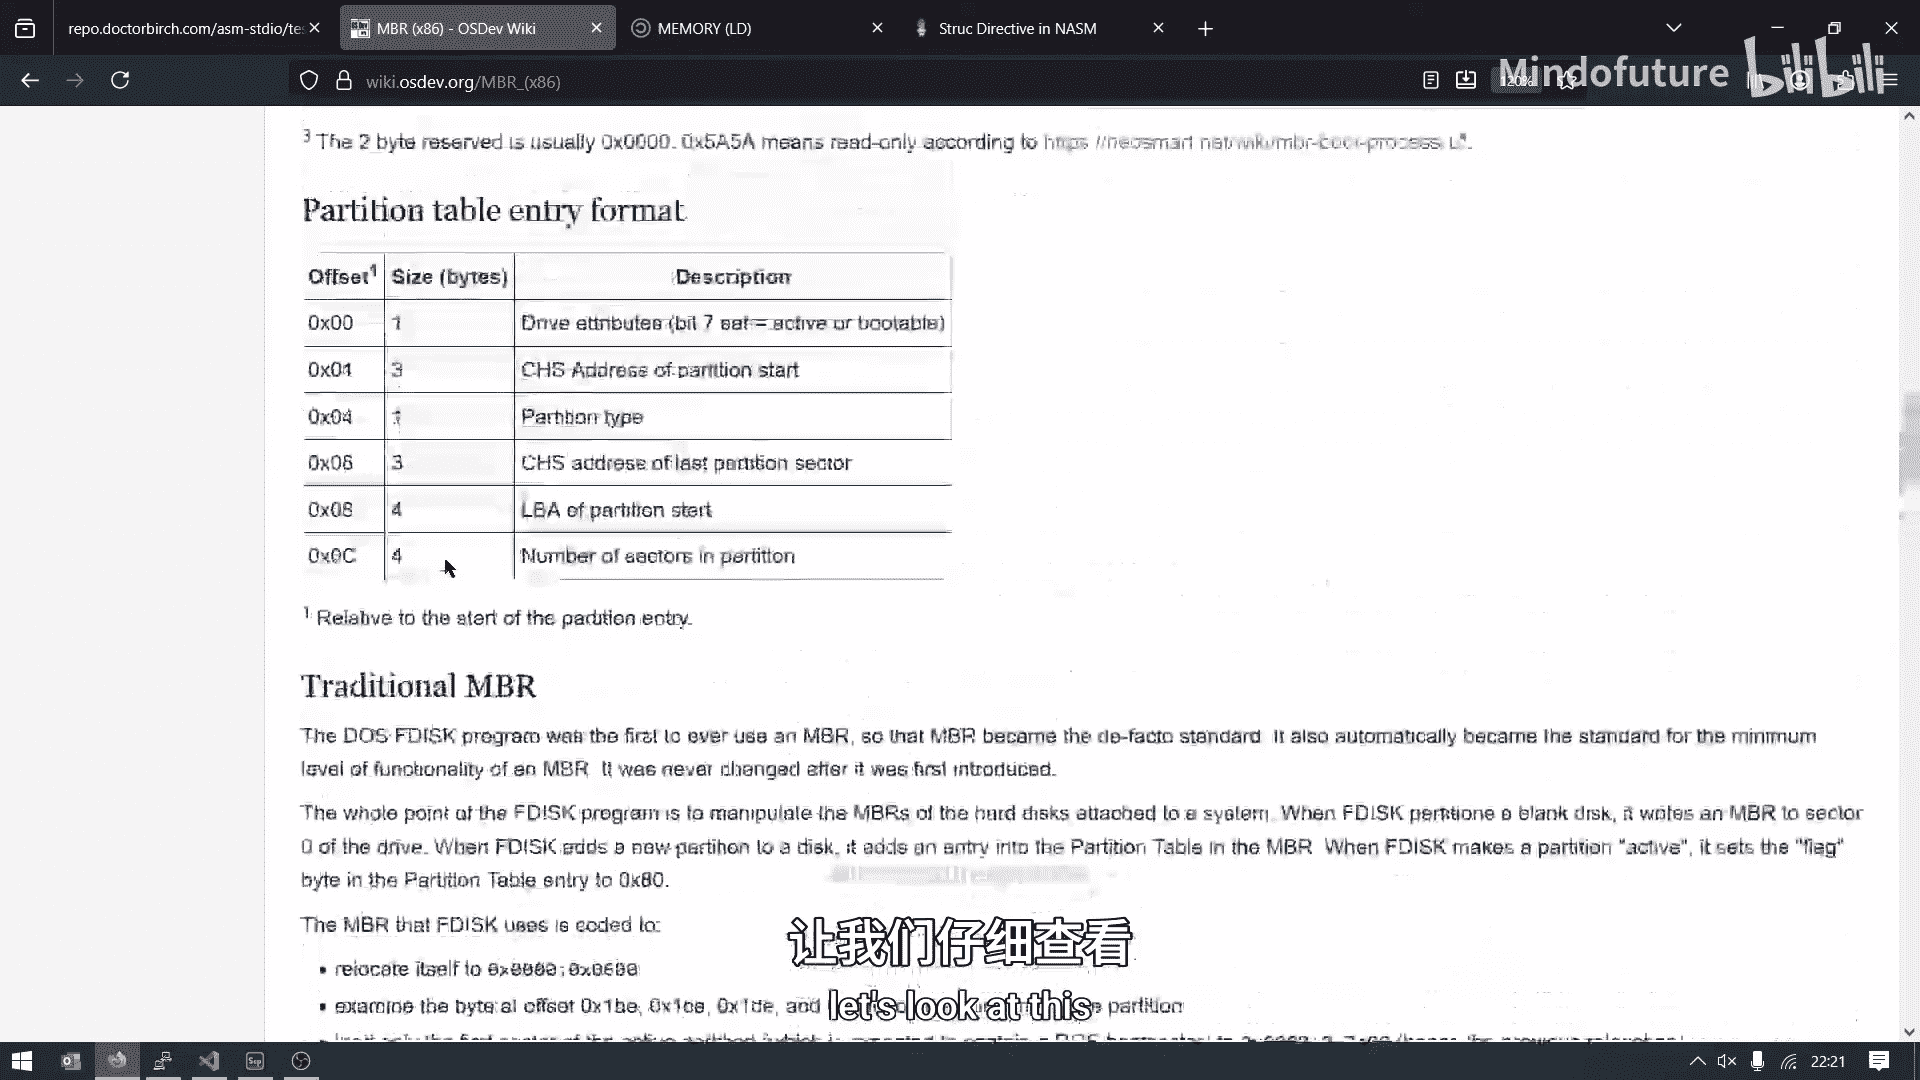 repo.doctorbirch.com/asm-stdio/tes
MBR (x86) - OSDev Wiki
MEMORY (LD)
Struc Directive in NASM
wiki.osdev.org/MBR_(x86)
120%
Mindofuture bilibili
3 The 2 byte reserved is usually 0x0000. 0x5A5A means read-only according to
Partition table entry format
Offset1 Size (bytes) Description
0x00 1 Drive attributes (bit 7 set = active or bootable)
0x01 3 CHS Address of partition start
0x04 1 Partition type
0x05 3 CHS address of last partition sector
0x08 4 LBA of partition start
0x0C 4 Number of sectors in partition
1 Relative to the start of the partition entry.
Traditional MBR
The DOS FDISK program was the first to ever use an MBR, so that MBR became the de-facto standard. It also automatically became the standard for the minimum
level of functionality of an MBR. It was never changed after it was first introduced.
The whole point of the FDISK program is to manipulate the MBRs of the hard disks attached to a system. When FDISK partitions a blank disk, it writes an MBR to sector
0 of the drive. When FDISK adds a new partition to a disk, it adds an entry into the Partition Table in the MBR. When FDISK makes a partition "active", it sets the "flag"
byte in the Partition Table entry to 0x80.
The MBR that FDISK uses is coded to:
• relocate itself to 0x0000:0x0600
• examine the byte at offset 0x1be, 0x1ce, 0x1de, and partition
让我们仔细查看
let's look at this
22:21